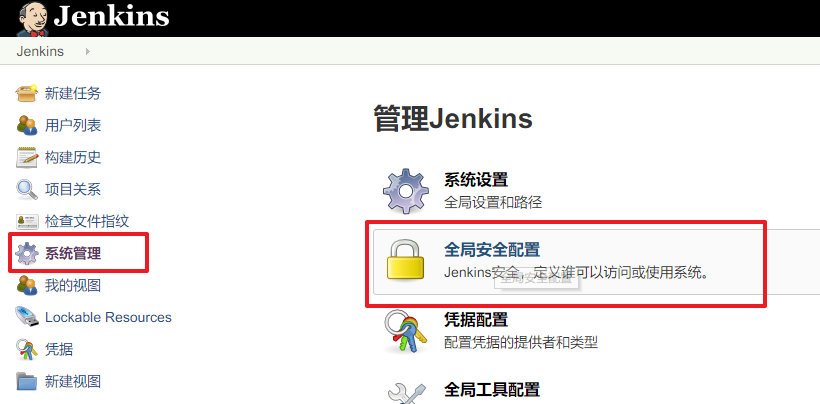 Jenkins
Jenkins
新建任务
用户列表
构建历史
项目关系
检查文件指纹
系统管理
我的视图
Lockable Resources
凭据
新建视图
管理Jenkins
系统设置
全局设置和路径
全局安全配置
Jenkins安全，定义谁可以访问或使用系统。
全局安全配置
凭据配置
配置凭据的提供者和类型
全局工具配置